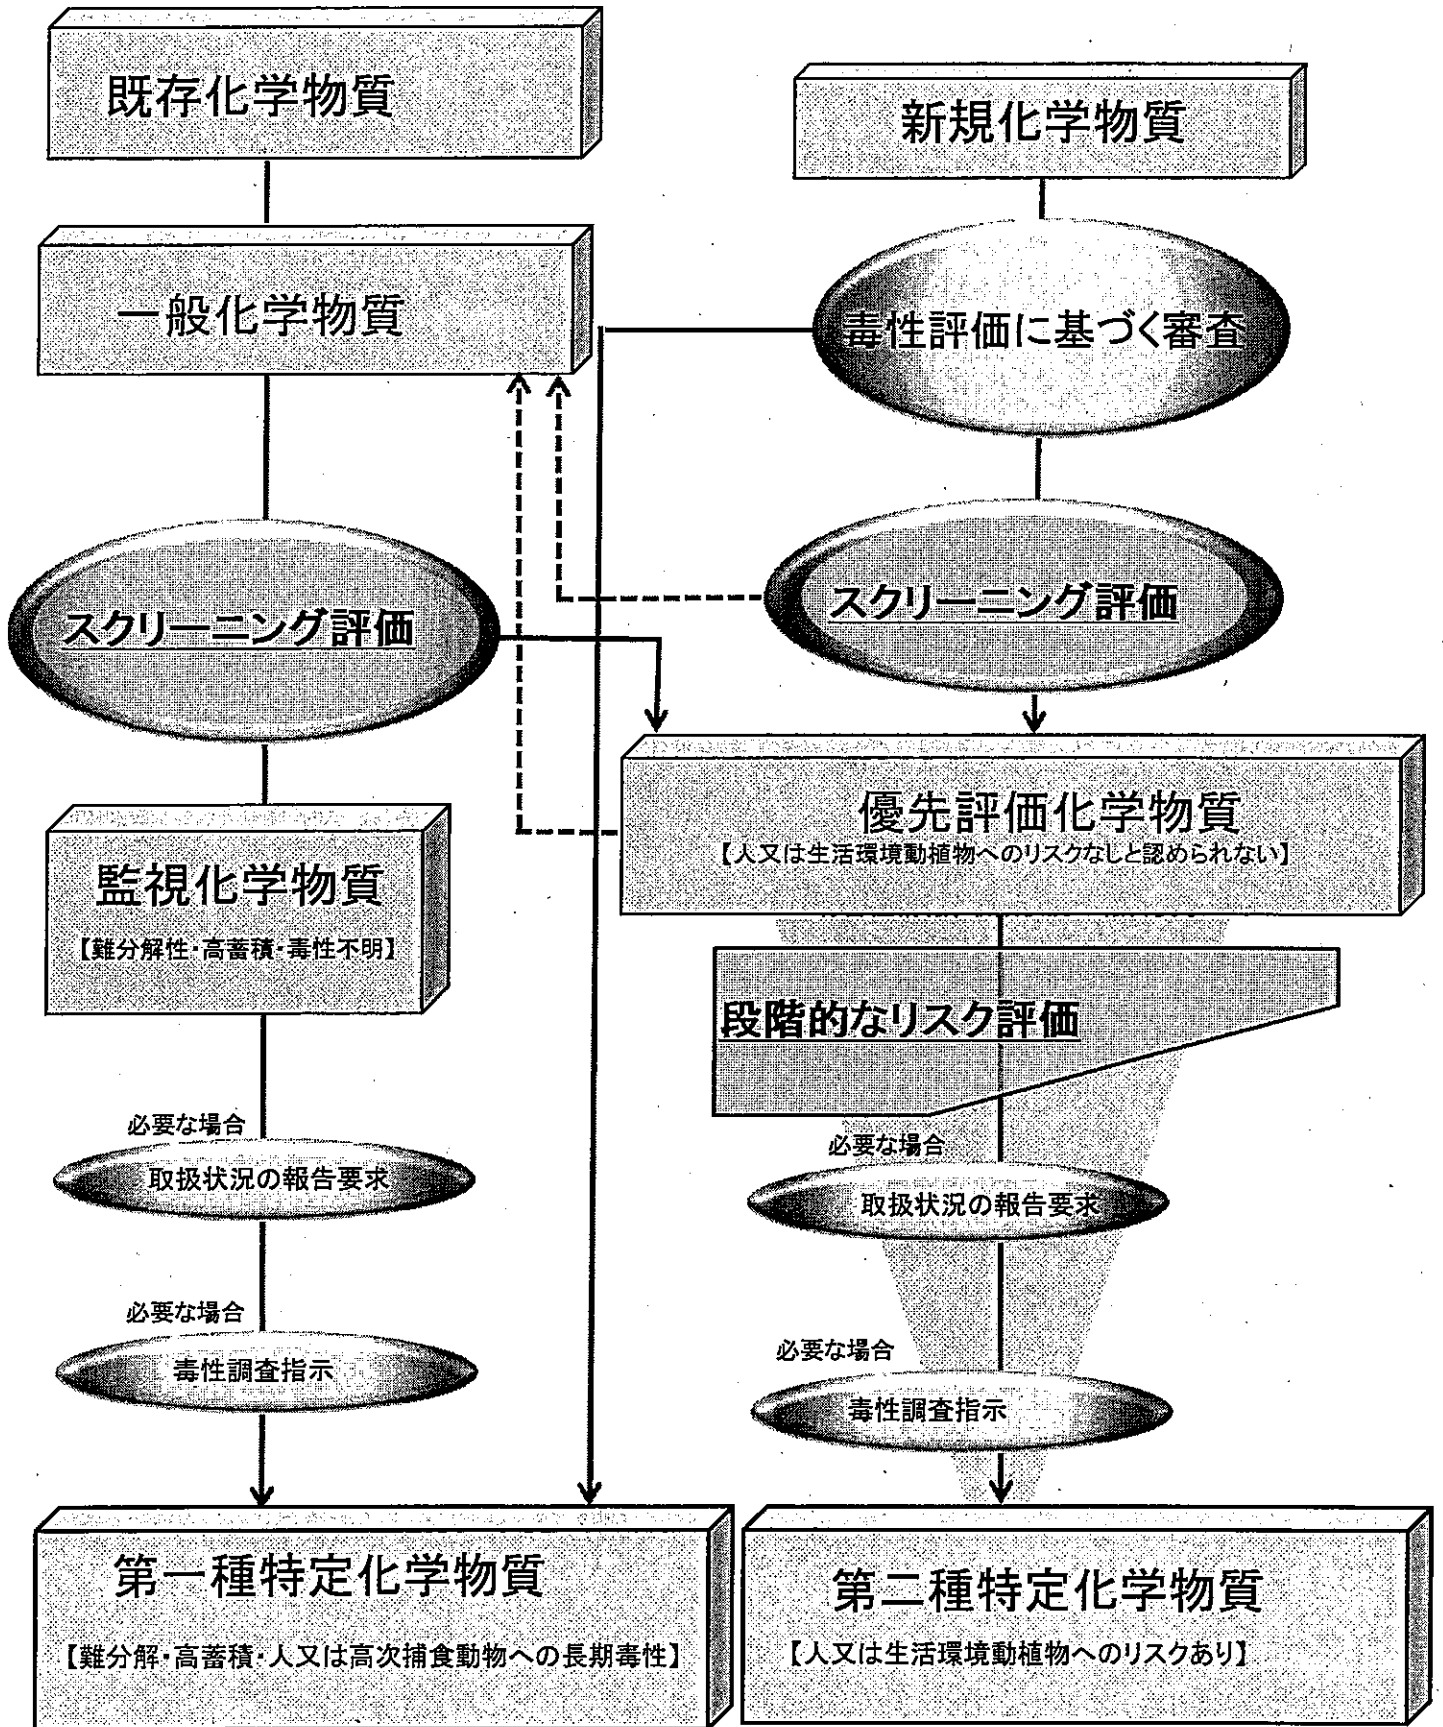 既存化学物質
新規化学物質
一般化学物質
毒性評価に基づく審査
スクリーニング評価
スクリーニング評価
優先評価化学物質
【人又は生活環境動植物へのリスクなしと認められない】
監視化学物質
【難分解性・高蓄積・毒性不明】
段階的なリスク評価
必要な場合
取扱状況の報告要求
必要な場合
取扱状況の報告要求
必要な場合
毒性調査指示
必要な場合
毒性調査指示
第一種特定化学物質
【難分解・高蓄積・人又は高次捕食動物への長期毒性】
第二種特定化学物質
【人又は生活環境動植物へのリスクあり】